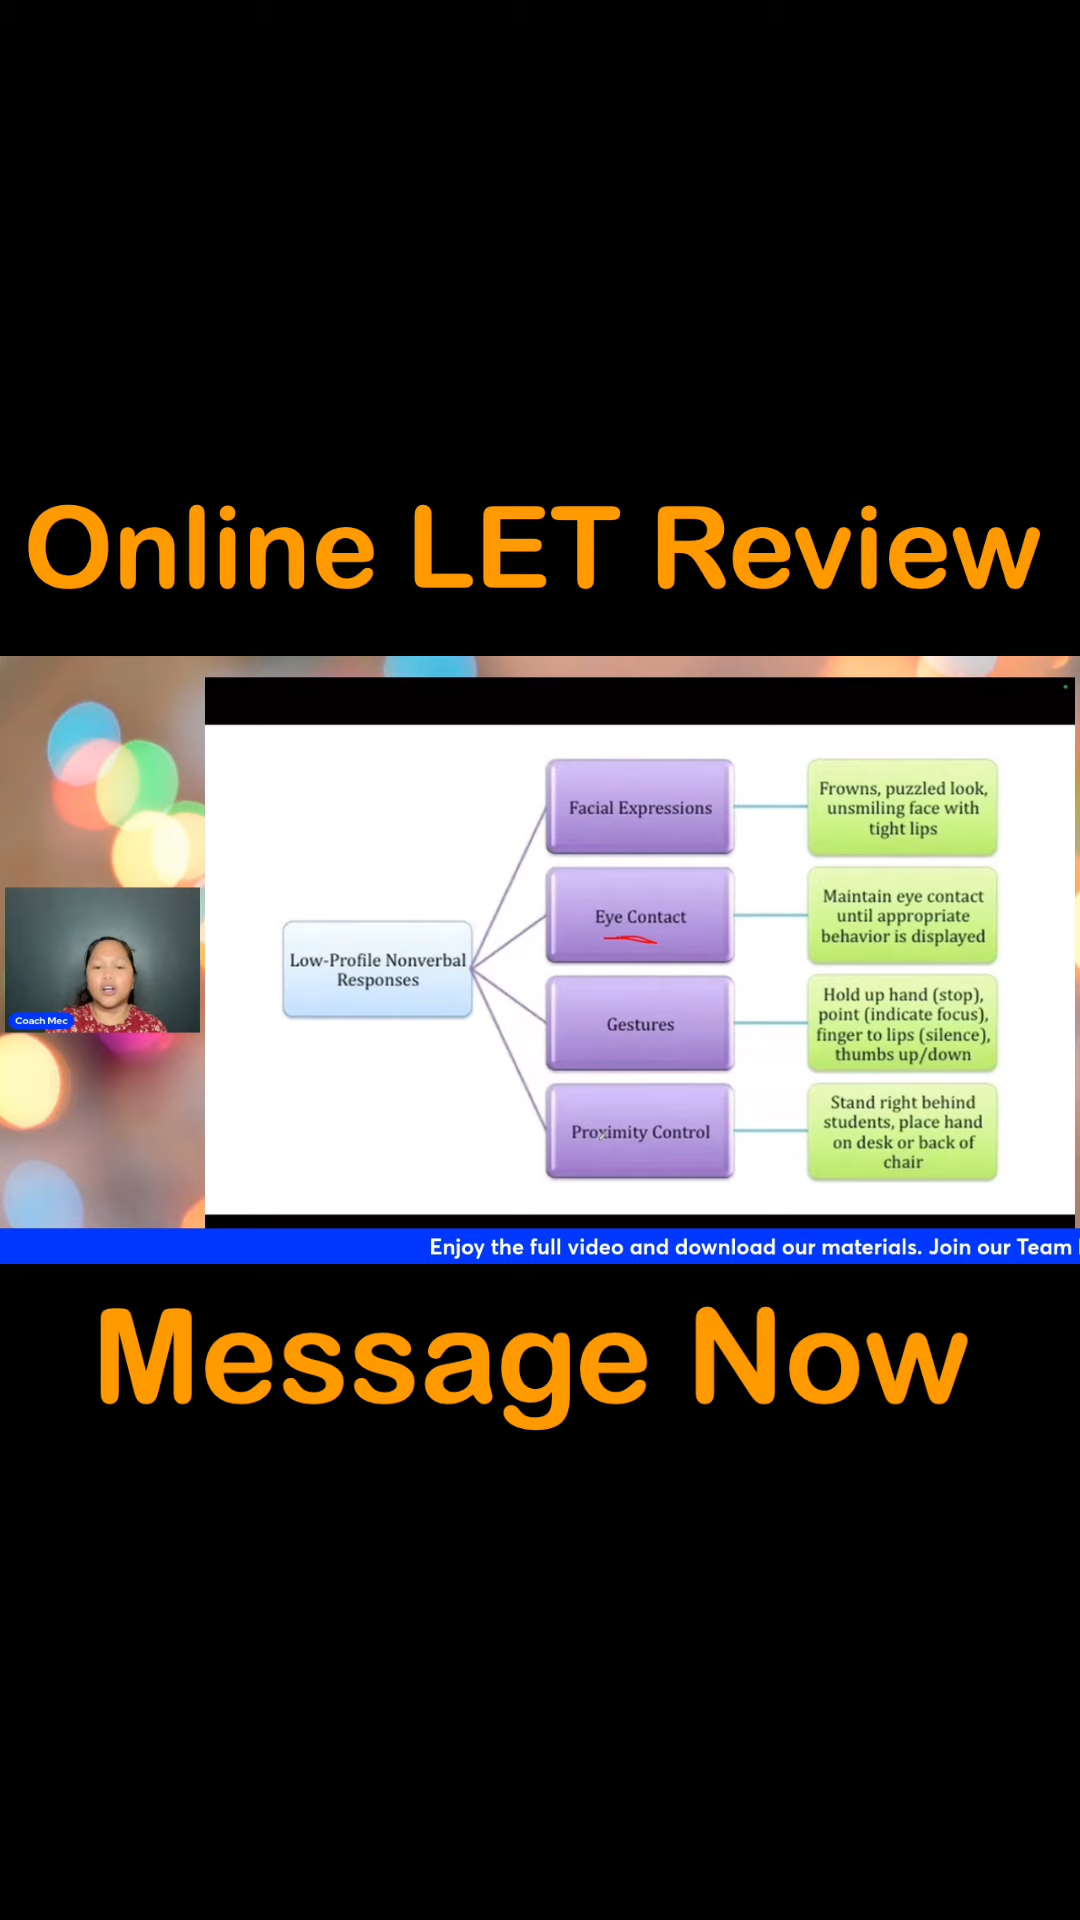 Online LET Review
Facial Expressions
Frowns, puzzled look,
unsmiling face with
tight lips
Eye Contact
Maintain eye contact
until appropriate
behavior is displayed
Low-Profile Nonverbal
Responses
Gestures
Hold up hand (stop),
point (indicate focus),
finger to lips (silence),
thumbs up/down
Proximity Control
Stand right behind
students, place hand
on desk or back of
chair
Coach Mec
Enjoy the full video and download our materials. Join our Team
Message Now